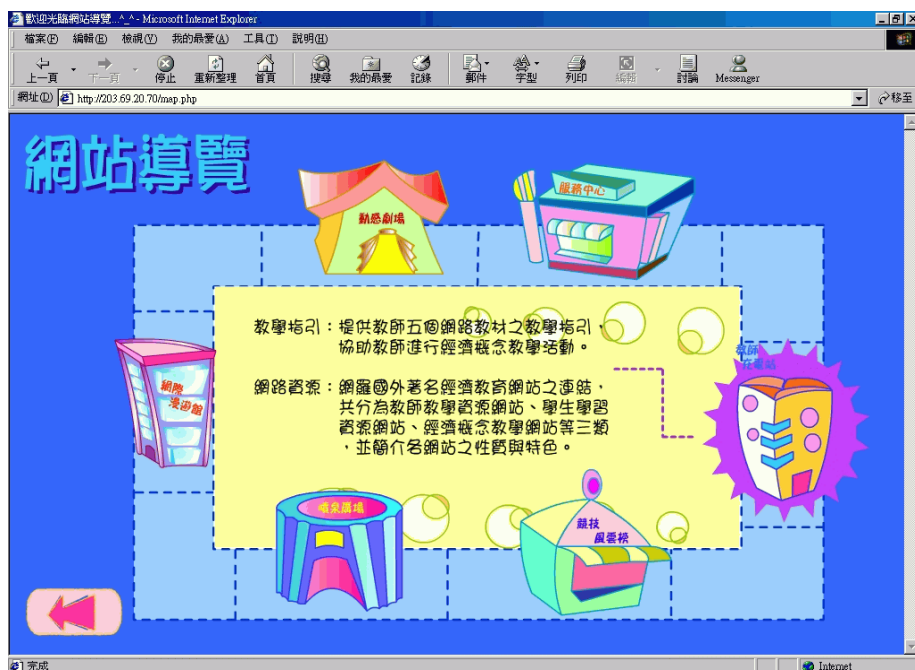 歡迎光臨網站導覽...^_^ - Microsoft Internet Explorer
檔案(F) 編輯(E) 檢視(V) 我的最愛(A) 工具(T) 說明(H)
上一頁 下一頁 停止 重新整理 首頁 搜尋 我的最愛 記錄 郵件 字型 列印 編輯 討論 Messenger
網址(D) http://203.69.20.70/map.php 移至
網站導覽
動感劇場
服務中心
教學指引：提供教師五個網路教材之教學指引，
協助教師進行經濟概念教學活動。
教師
充電站
網際
漫遊館
網路資源：網羅國外著名經濟教育網站之連結，
共分為教師教學資源網站、學生學習
資源網站、經濟概念教學網站等三類
，並簡介各網站之性質與特色。
噴泉廣場
競技
風雲榜
完成 Internet